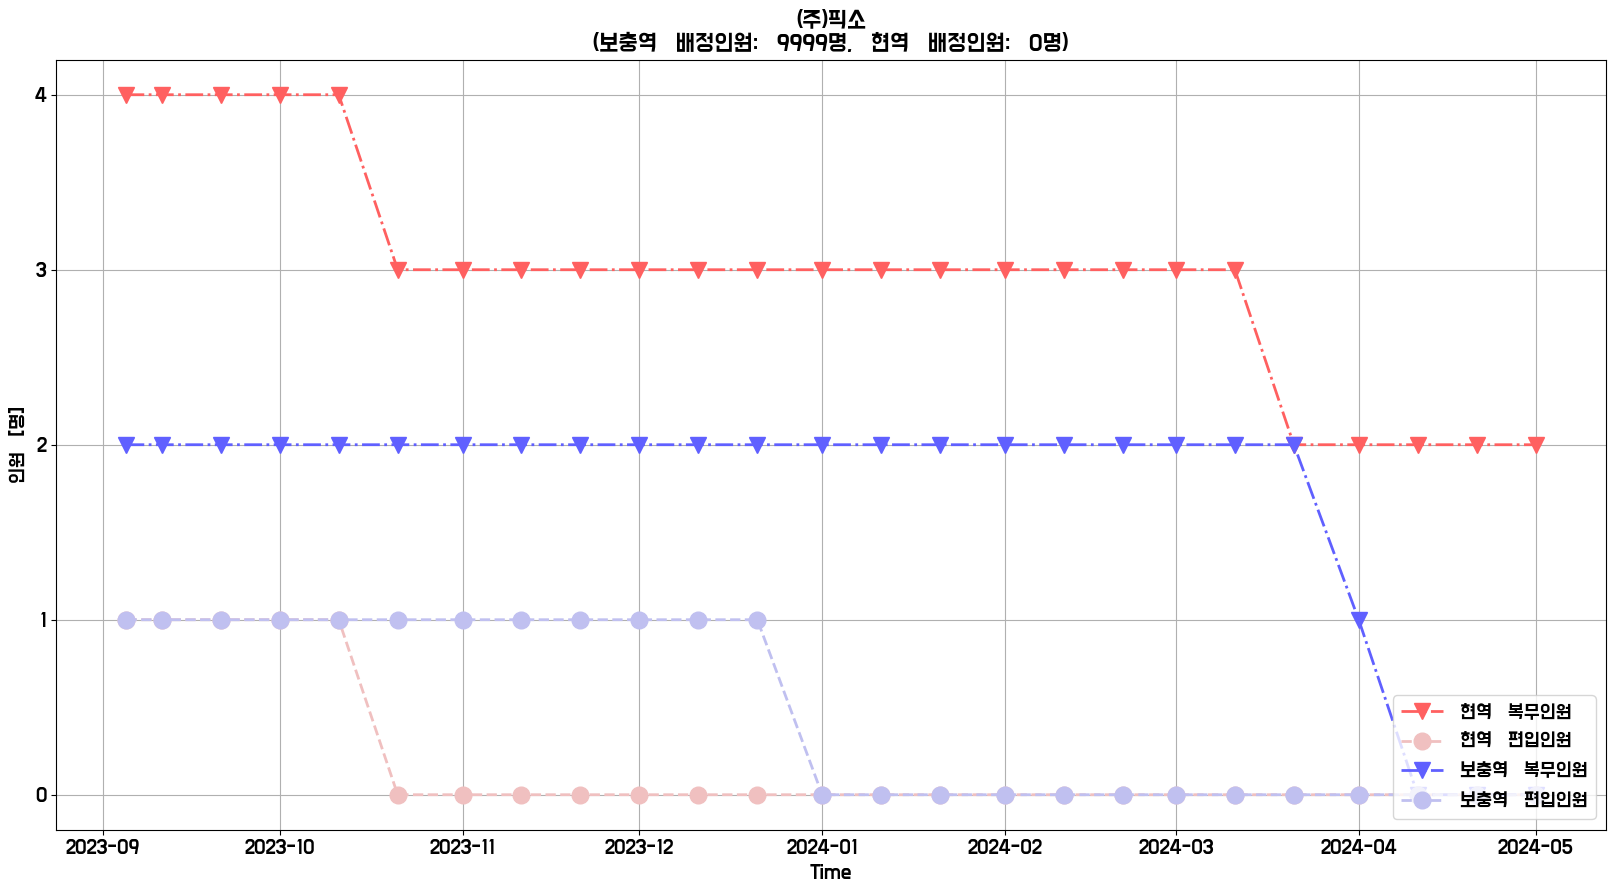 (주)픽소
(보충역 배정인원: 9999명, 현역 배정인원: 0명)
인원 [명]
4
3
2
1
0
2023-09 2023-10 2023-11 2023-12 2024-01 2024-02 2024-03 2024-04 2024-05
Time
현역 복무인원
현역 편입인원
보충역 복무인원
보충역 편입인원